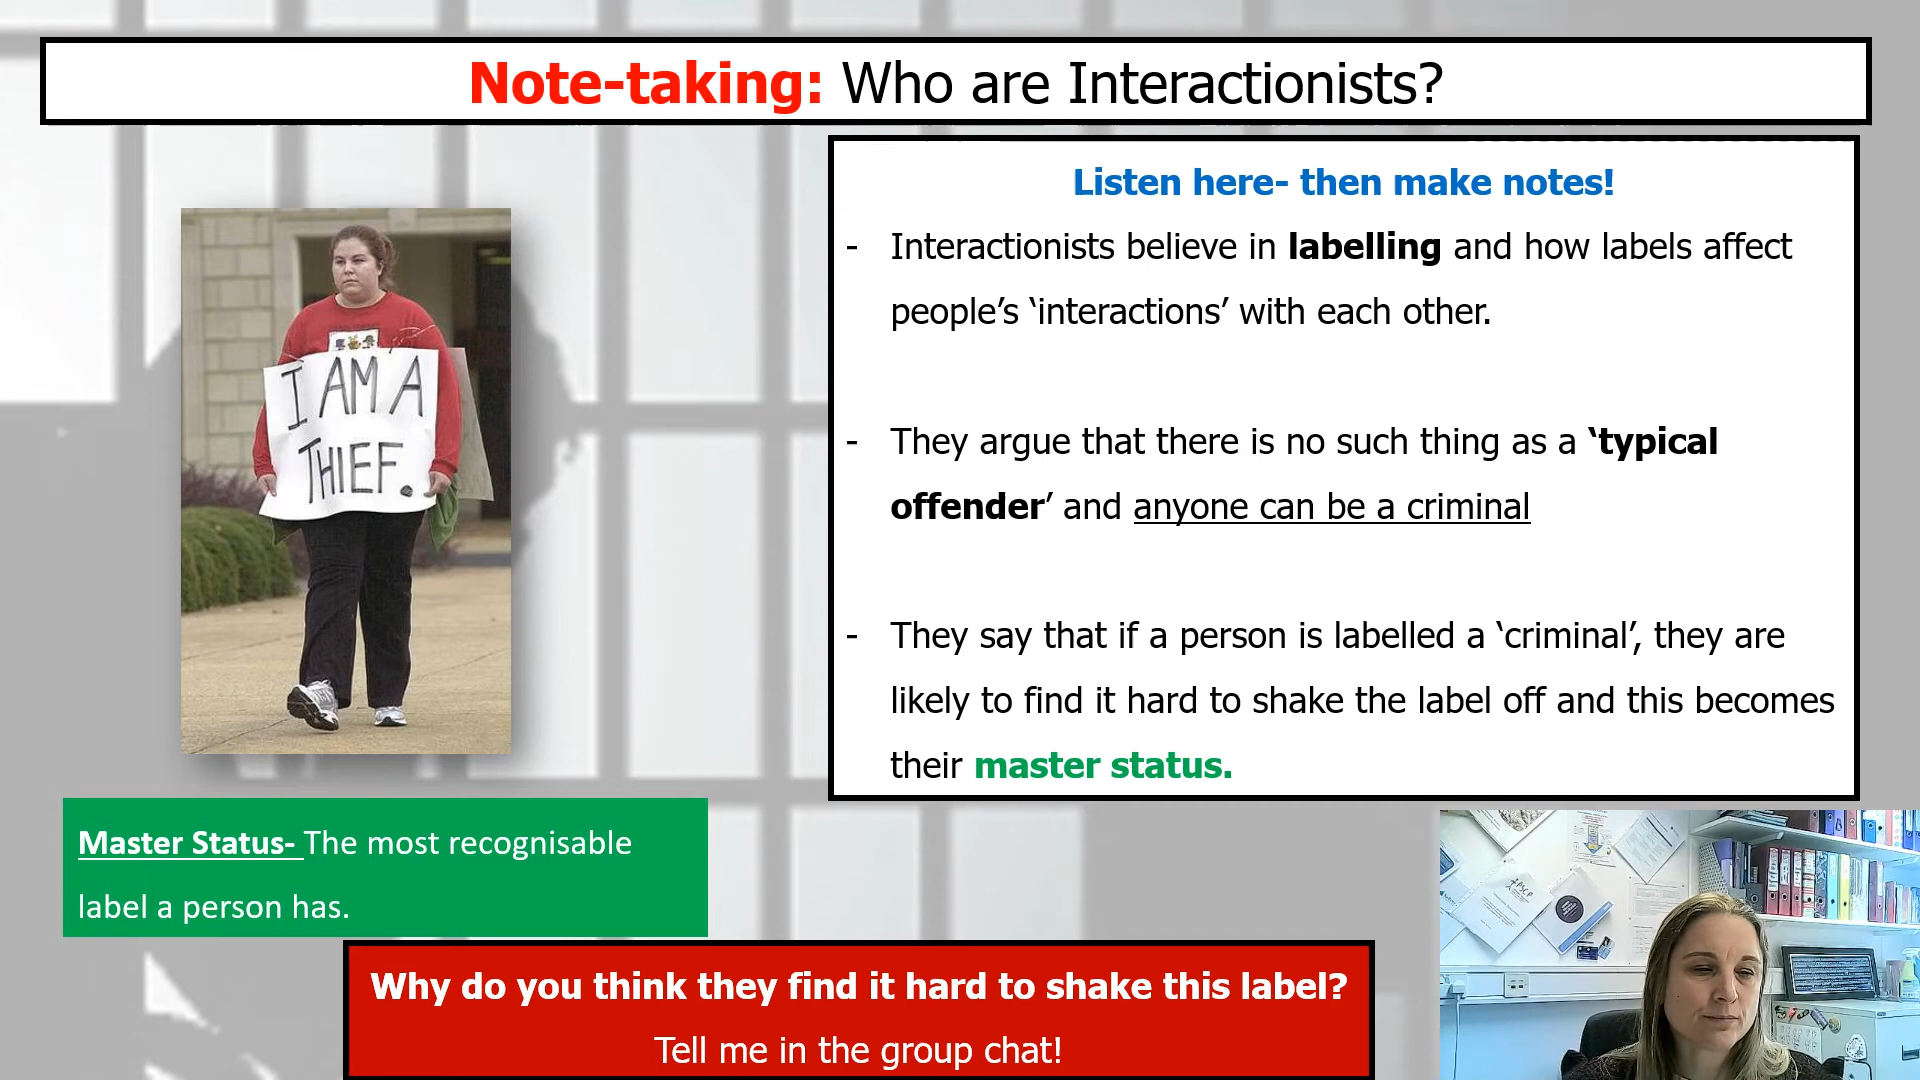 Note-taking: Who are Interactionists?
Listen here- then make notes!
- Interactionists believe in labelling and how labels affect
people’s ‘interactions’ with each other.
- They argue that there is no such thing as a ‘typical
offender’ and anyone can be a criminal
- They say that if a person is labelled a ‘criminal’, they are
likely to find it hard to shake the label off and this becomes
their master status.
I AM A
THIEF.
Master Status- The most recognisable
label a person has.
Why do you think they find it hard to shake this label?
Tell me in the group chat!